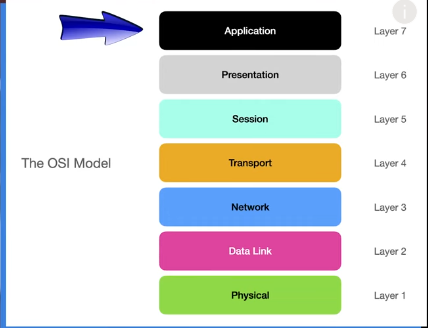 Application Layer 7
Presentation Layer 6
Session Layer 5
The OSI Model
Transport Layer 4
Network Layer 3
Data Link Layer 2
Physical Layer 1